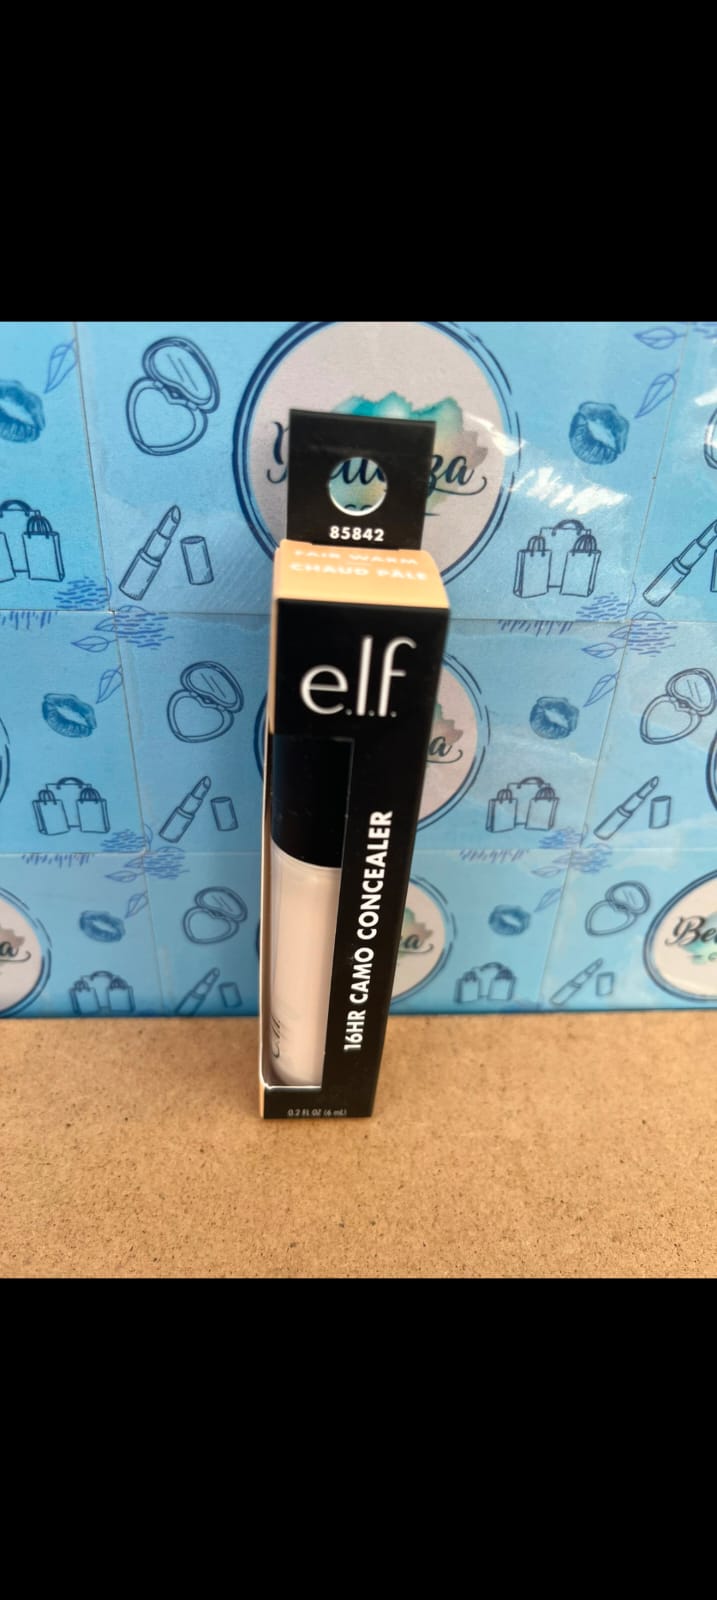 85842
FAIR WARM
CHAUD PÂLE
e.l.f.
16HR CAMO CONCEALER
e.l.f.
0.2 FL OZ (6 mL)